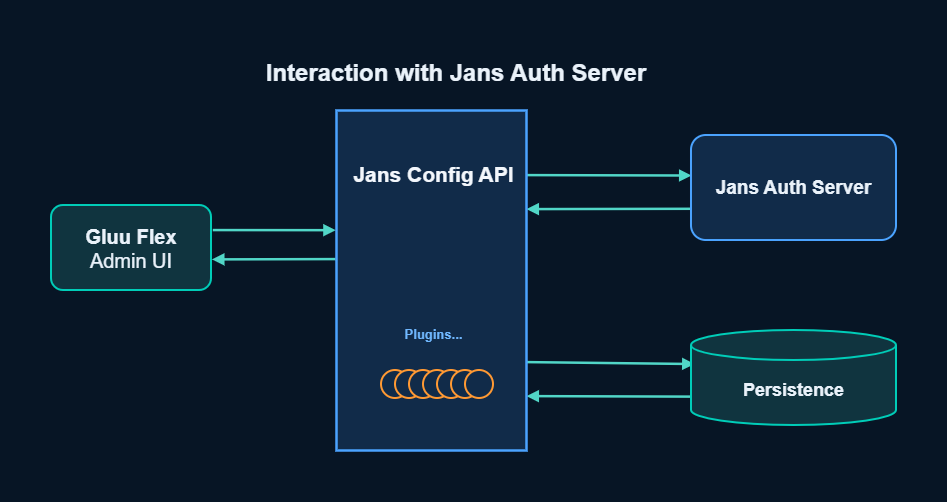 Interaction with Jans Auth Server
Jans Config API
Jans Auth Server
Gluu Flex
Admin UI
Plugins...
Persistence